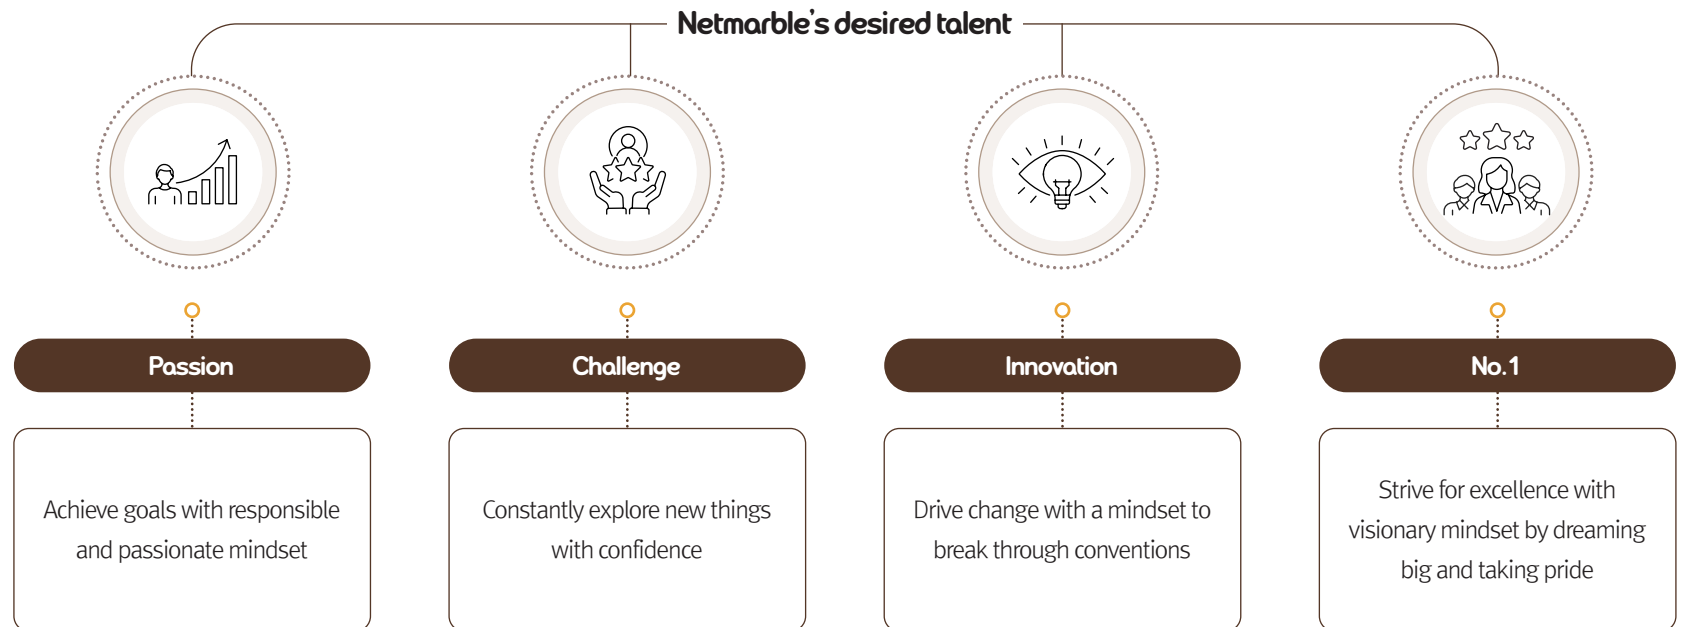 Netmarble's desired talent
Passion
Achieve goals with responsible
and passionate mindset
Challenge
Constantly explore new things
with confidence
Innovation
Drive change with a mindset to
break through conventions
No.1
Strive for excellence with
visionary mindset by dreaming
big and taking pride